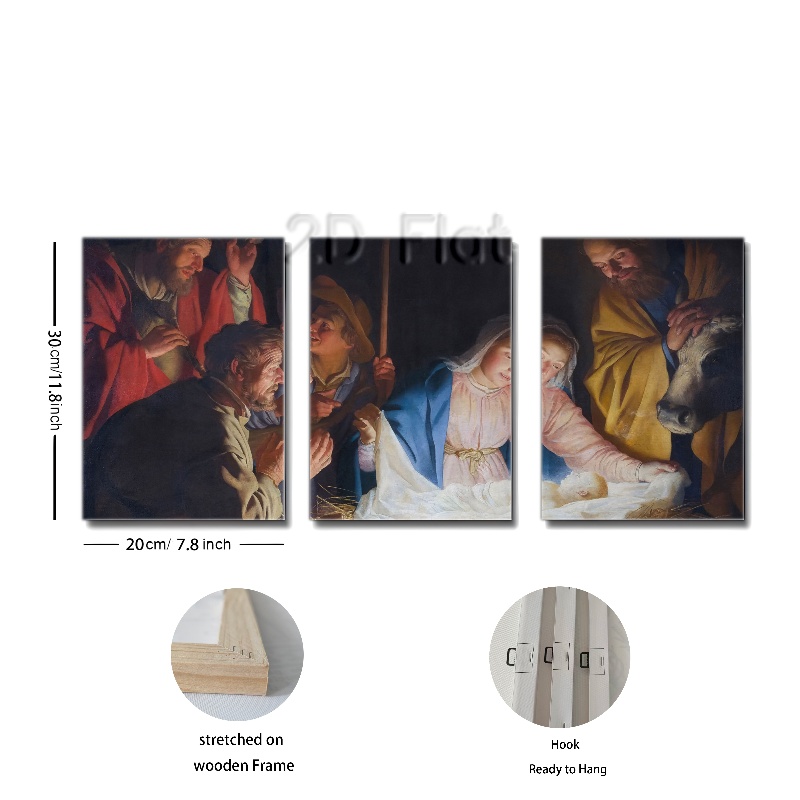 2D Flat
30cm/11.8inch
20cm/ 7.8 inch
stretched on
wooden Frame
Hook
Ready to Hang